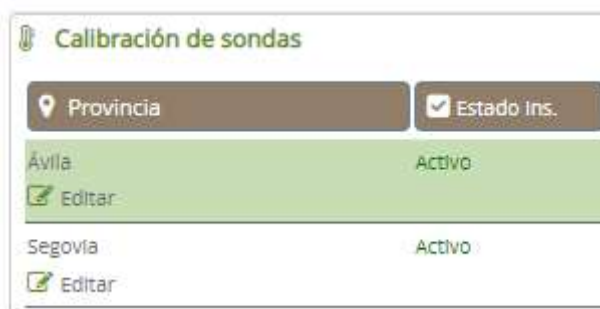 Calibración de sondas
Provincia Estado Ins.
Ávila Activo
Editar
Segovia Activo
Editar